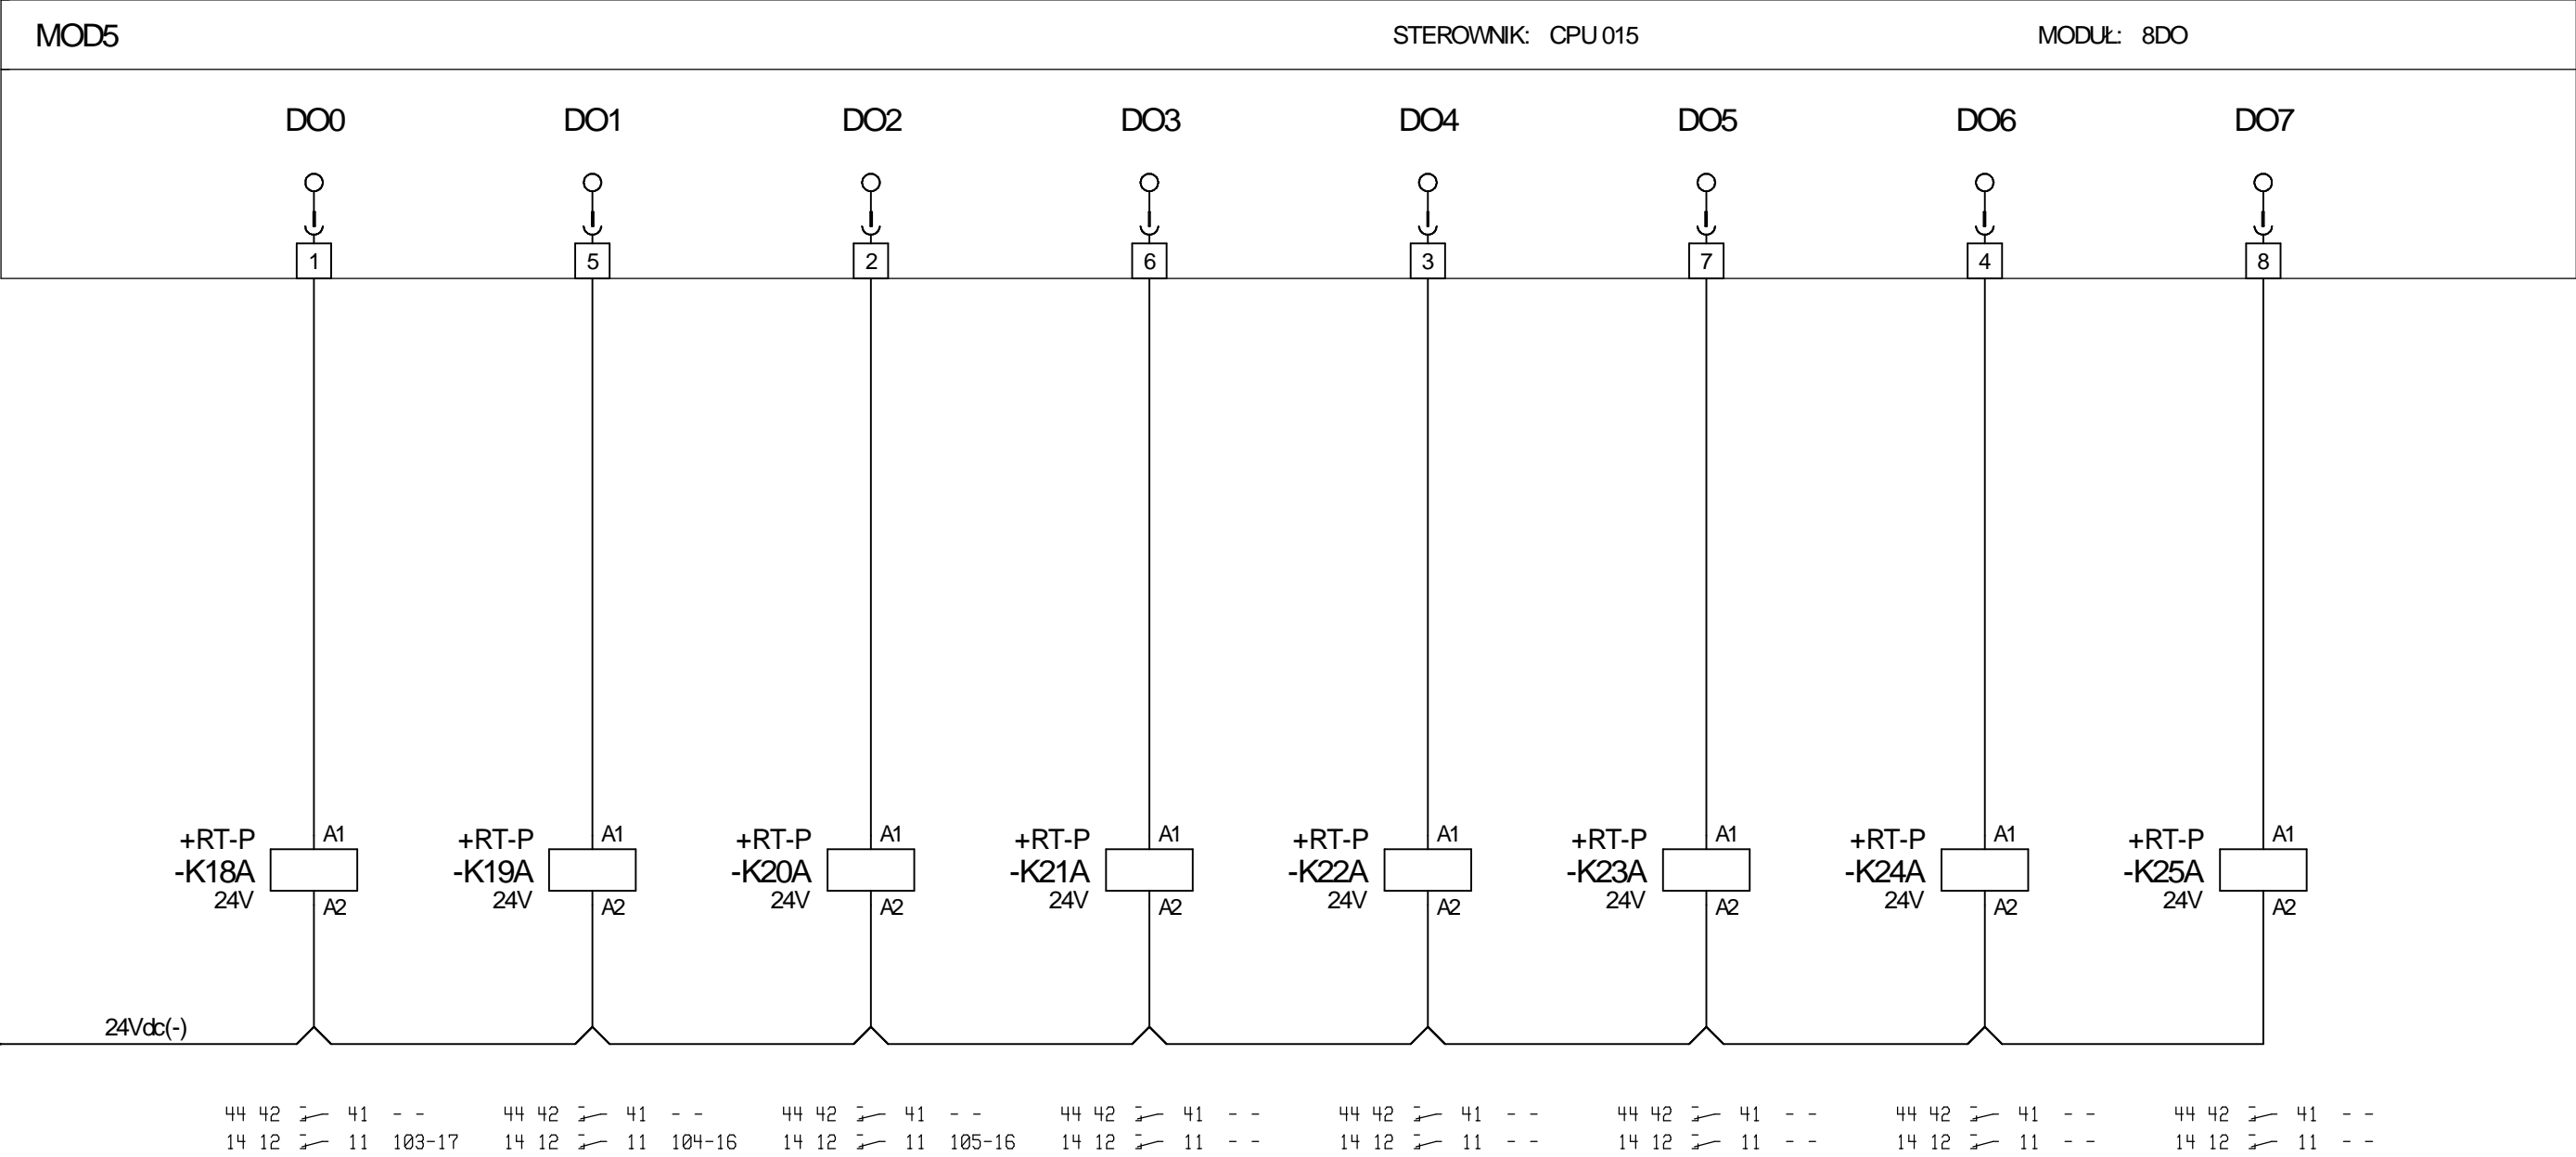 MOD5 STEROWNIK: CPU 015 MODUŁ: 8DO
DO0 DO1 DO2 DO3 DO4 DO5 DO6 DO7
1 5 2 6 3 7 4 8
A1 A1 A1 A1 A1 A1 A1 A1
+RT-P +RT-P +RT-P +RT-P +RT-P +RT-P +RT-P +RT-P
-K18A -K19A -K20A -K21A -K22A -K23A -K24A -K25A
24V 24V 24V 24V 24V 24V 24V 24V
A2 A2 A2 A2 A2 A2 A2 A2
24Vdc(-)
44 42 41 - - 44 42 41 - - 44 42 41 - - 44 42 41 - - 44 42 41 - - 44 42 41 - - 44 42 41 - - 44 42 41 - -
14 12 11 103-17 14 12 11 104-16 14 12 11 105-16 14 12 11 - - 14 12 11 - - 14 12 11 - - 14 12 11 - - 14 12 11 - -